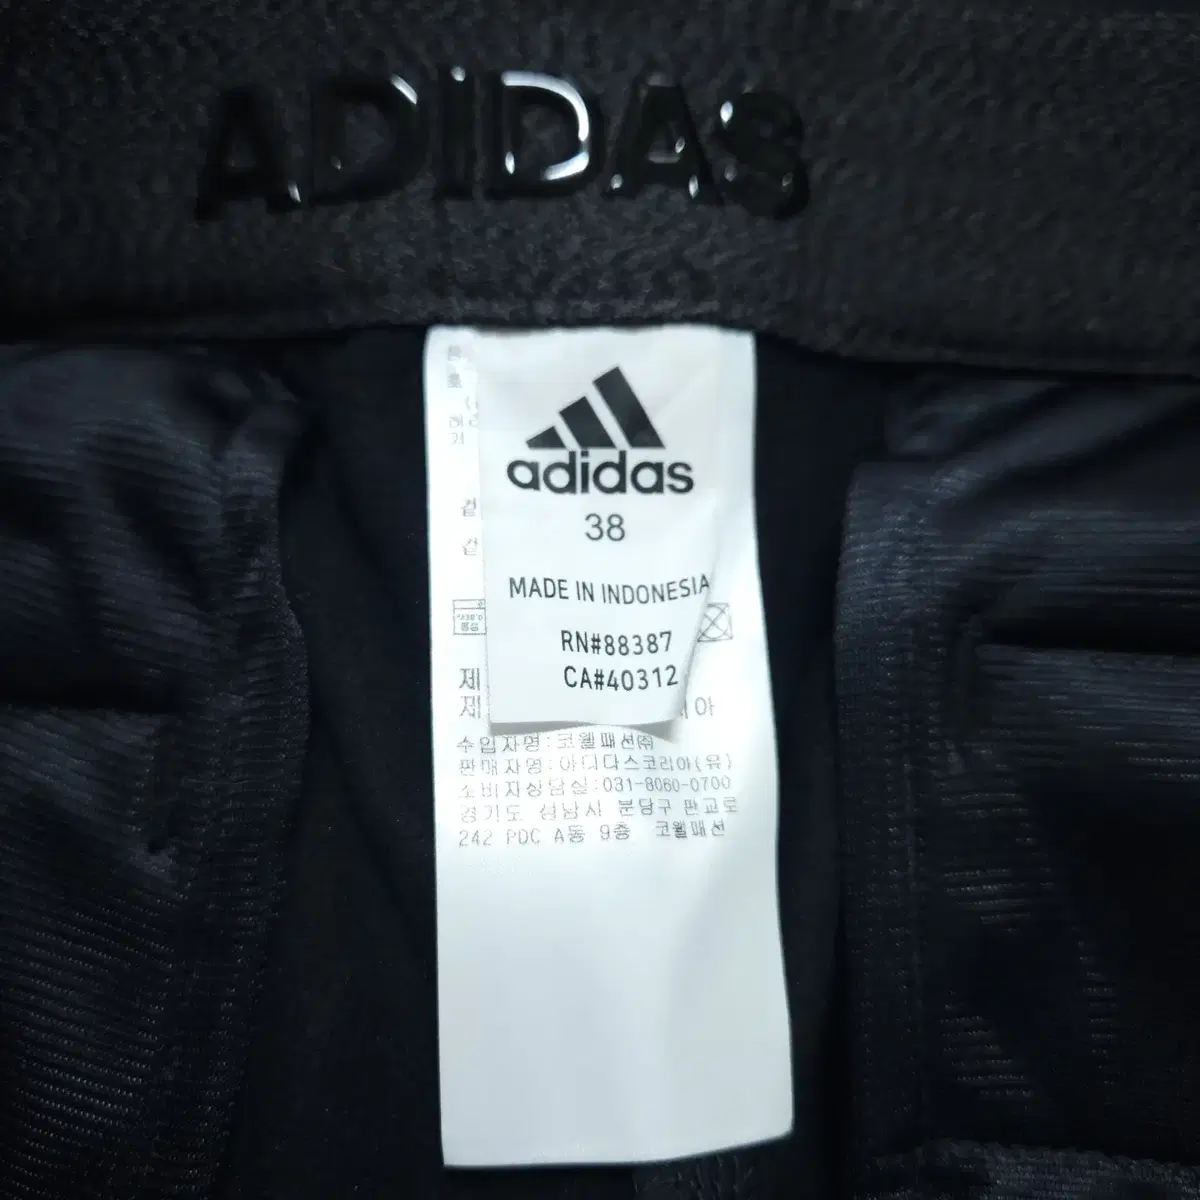 ADIDAS
adidas
38
MADE IN INDONESIA
RN#88387
CA#40312
수입자명:코웰패션㈜
판매자명:아디다스코리아(유)
소비자상담실:031-8060-0700
경기도 성남시 분당구 판교로
242 PDC A동 9층 코웰패션